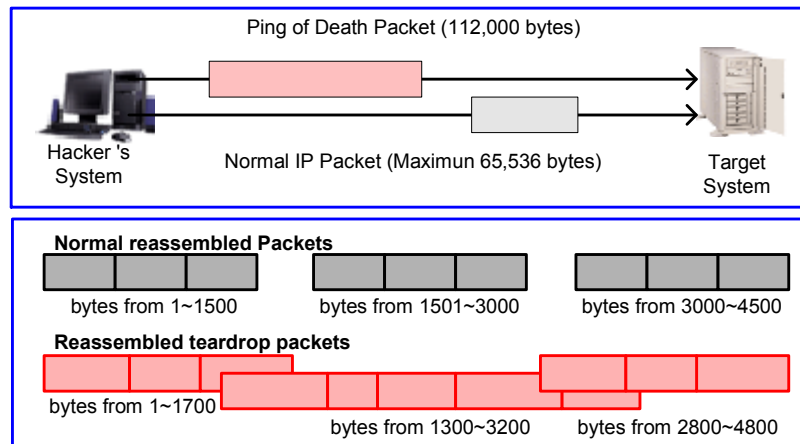 Ping of Death Packet (112,000 bytes)
Hacker 's
System
Normal IP Packet (Maximun 65,536 bytes)
Target
System
Normal reassembled Packets
bytes from 1~1500
bytes from 1501~3000
bytes from 3000~4500
Reassembled teardrop packets
bytes from 1~1700
bytes from 1300~3200
bytes from 2800~4800